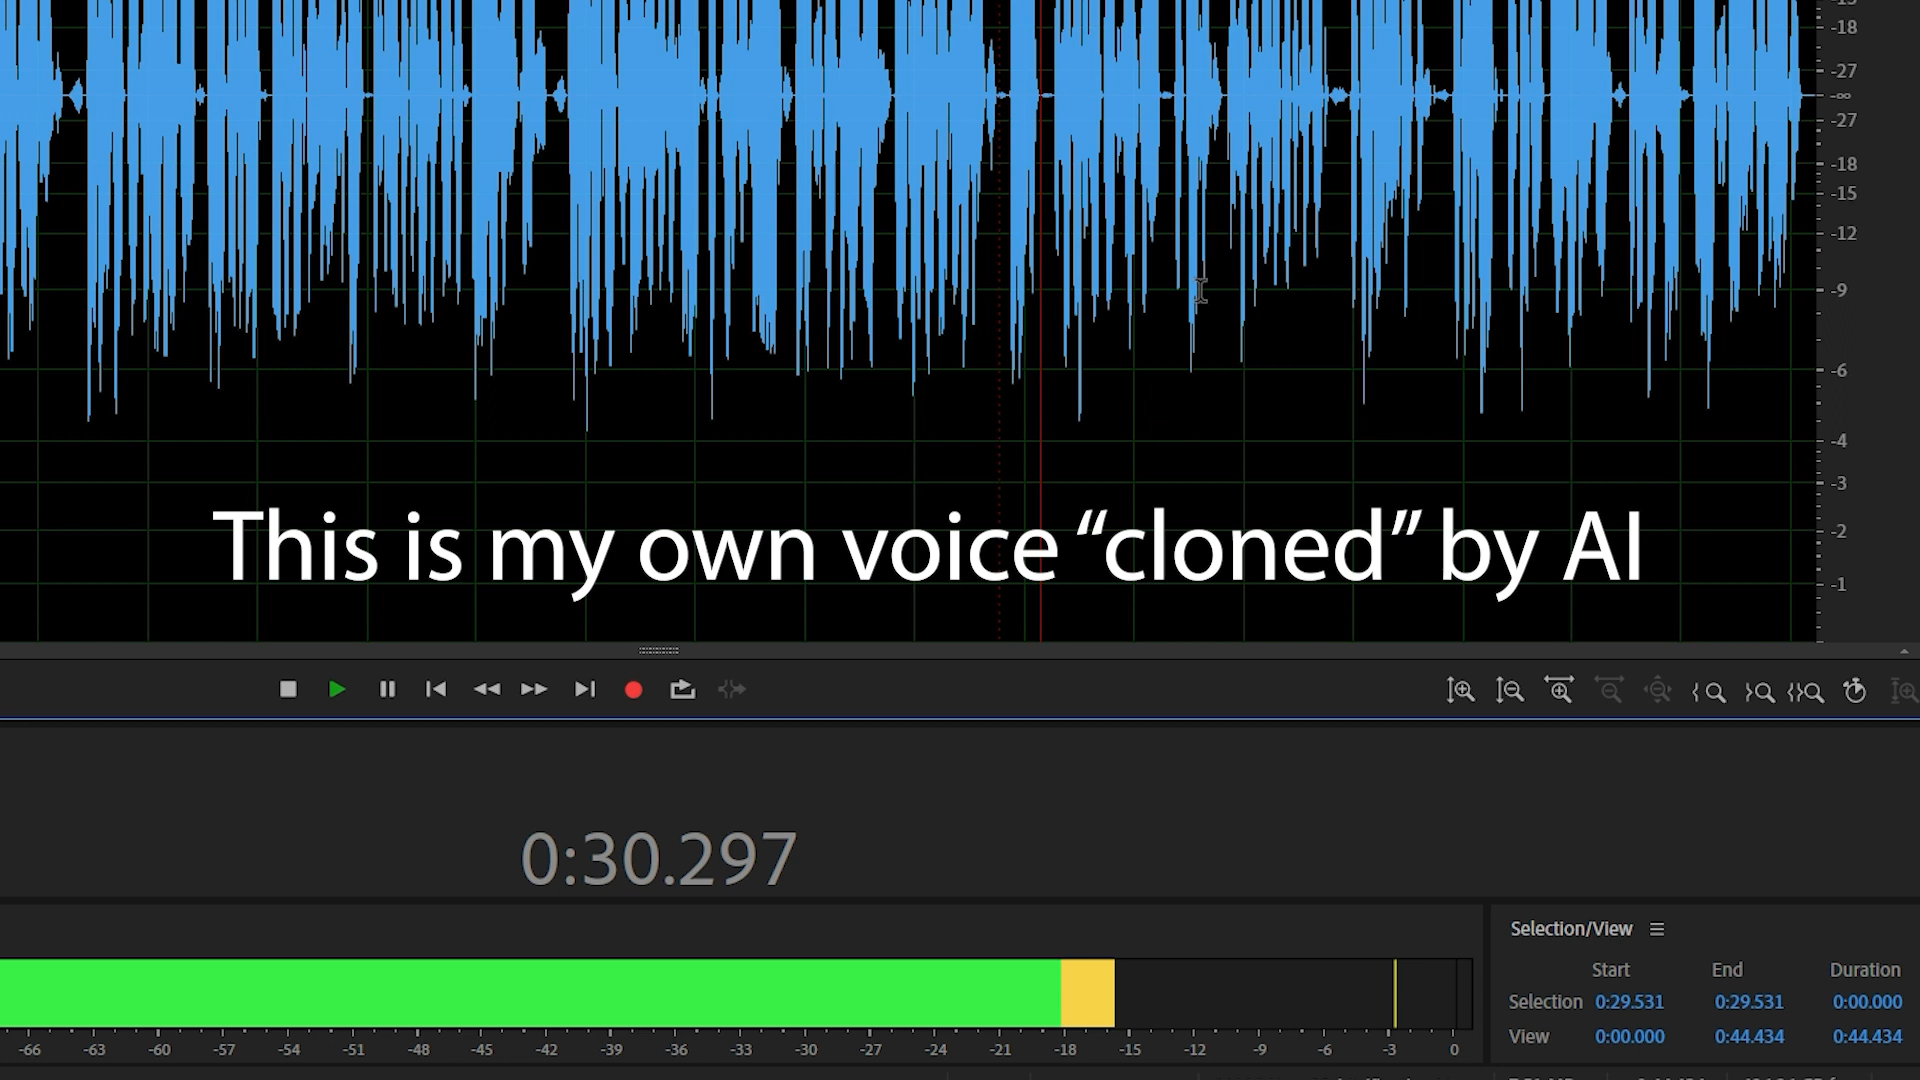 -18
-27
-∞
-27
-18
-15
-12
-9
-6
-4
-3
-2
-1
This is my own voice “cloned” by AI
0:30.297
Selection/View
Start End Duration
Selection 0:29.531 0:29.531 0:00.000
View 0:00.000 0:44.434 0:44.434
-66 -63 -60 -57 -54 -51 -48 -45 -42 -39 -36 -33 -30 -27 -24 -21 -18 -15 -12 -9 -6 -3 0